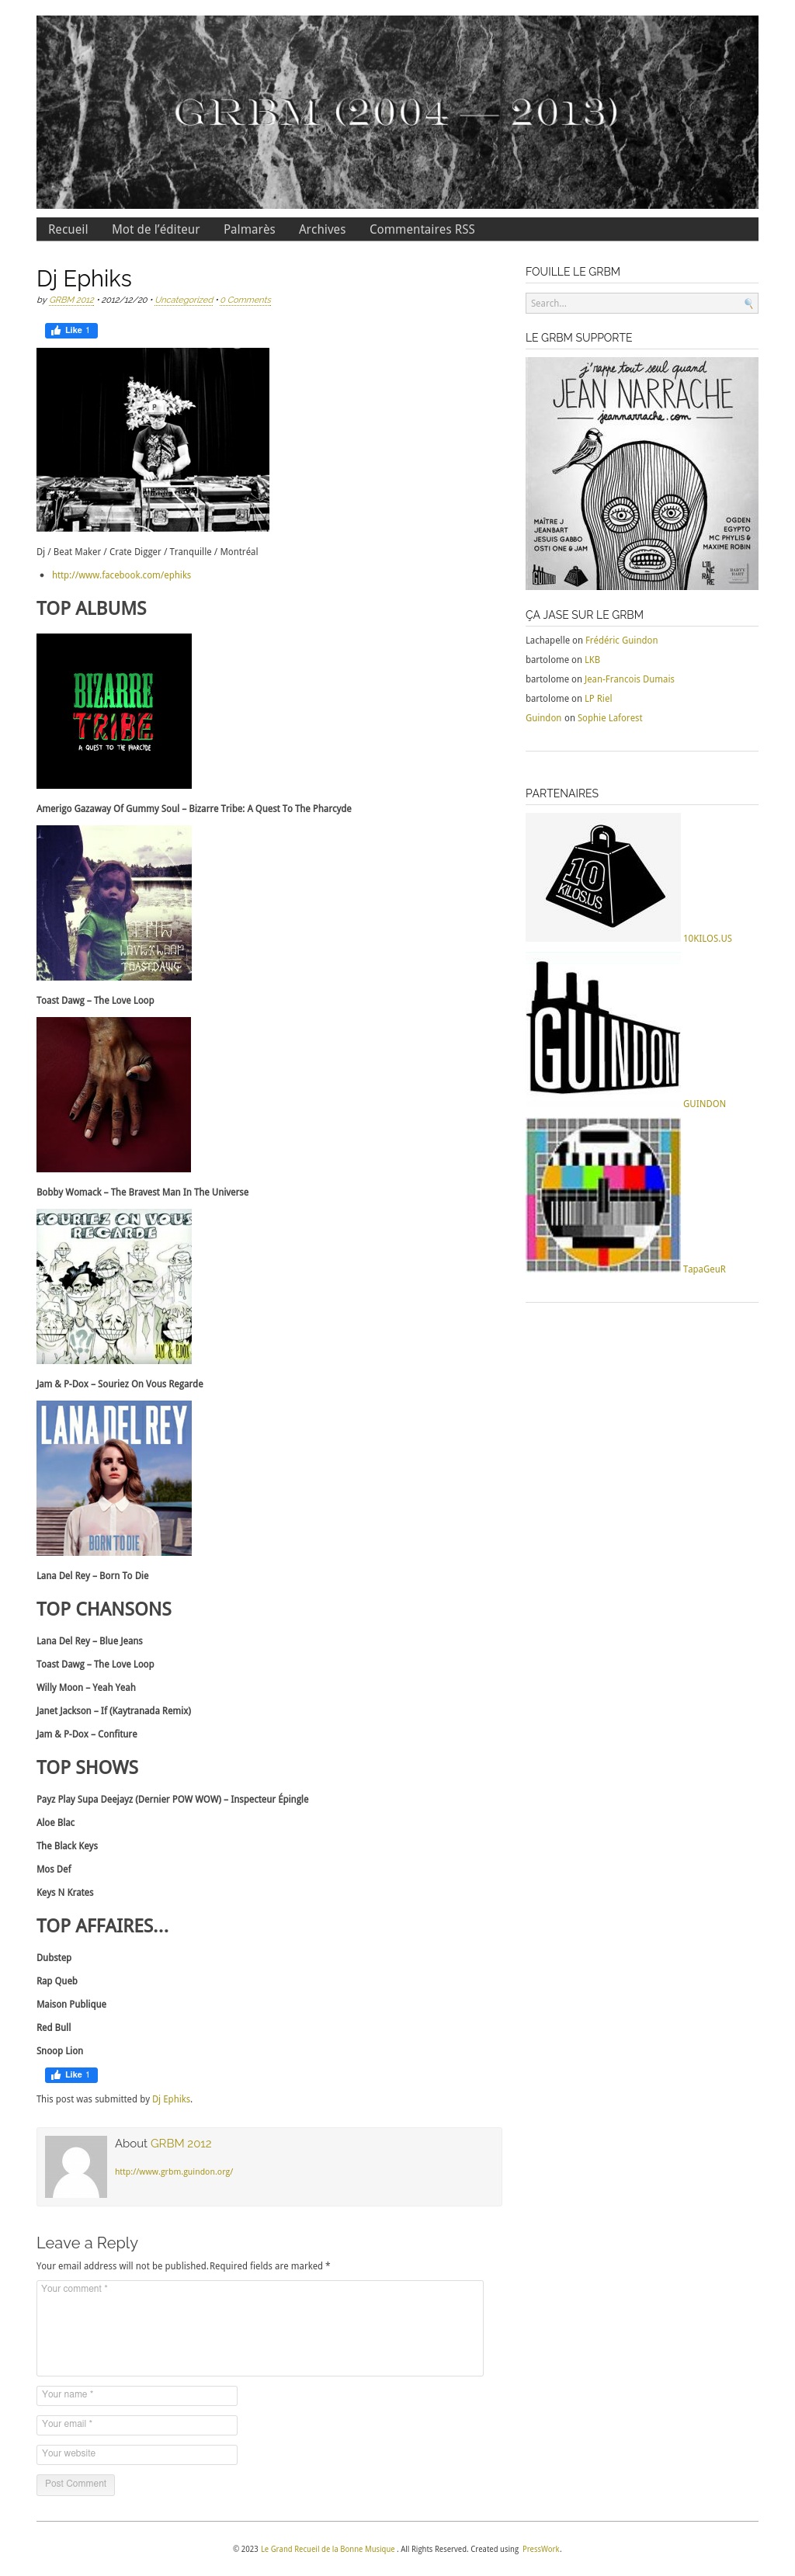 GRBM (2004 — 2013)
Recueil Mot de l’éditeur Palmarès Archives Commentaires RSS
Dj Ephiks
by GRBM 2012 • 2012/12/20 • Uncategorized • 0 Comments
Like 1
Dj / Beat Maker / Crate Digger / Tranquille / Montréal
• http://www.facebook.com/ephiks
TOP ALBUMS
BIZARRE
TRIBE
A QUEST TO THE PHARCYDE
Amerigo Gazaway Of Gummy Soul – Bizarre Tribe: A Quest To The Pharcyde
TOAST DAWG
Toast Dawg – The Love Loop
Bobby Womack – The Bravest Man In The Universe
SOURIEZ ON VOUS
REGARDE
JAM & P.DOX
Jam & P-Dox – Souriez On Vous Regarde
LANA DEL REY
BORN TO DIE
Lana Del Rey – Born To Die
TOP CHANSONS
Lana Del Rey – Blue Jeans
Toast Dawg – The Love Loop
Willy Moon – Yeah Yeah
Janet Jackson – If (Kaytranada Remix)
Jam & P-Dox – Confiture
TOP SHOWS
Payz Play Supa Deejayz (Dernier POW WOW) – Inspecteur Épingle
Aloe Blac
The Black Keys
Mos Def
Keys N Krates
TOP AFFAIRES…
Dubstep
Rap Queb
Maison Publique
Red Bull
Snoop Lion
Like 1
This post was submitted by Dj Ephiks.
About GRBM 2012
http://www.grbm.guindon.org/
Leave a Reply
Your email address will not be published. Required fields are marked *
Your comment *
Your name *
Your email *
Your website
Post Comment
FOUILLE LE GRBM
Search...
LE GRBM SUPPORTE
j'rappe tout seul quand
JEAN NARRACHE
jeannarrache.com
MAÎTRE J
JEANBART
JESUIS GABBO
OSTI ONE & JAM
OGDEN
EGYPTO
MC PHYLIS &
MAXIME ROBIN
ÇA JASE SUR LE GRBM
Lachapelle on Frédéric Guindon
bartolome on LKB
bartolome on Jean-Francois Dumais
bartolome on LP Riel
Guindon on Sophie Laforest
PARTENAIRES
10
KILOS.US
10KILOS.US
GUINDON
GUINDON
TapaGeuR
© 2023 Le Grand Recueil de la Bonne Musique . All Rights Reserved. Created using PressWork.